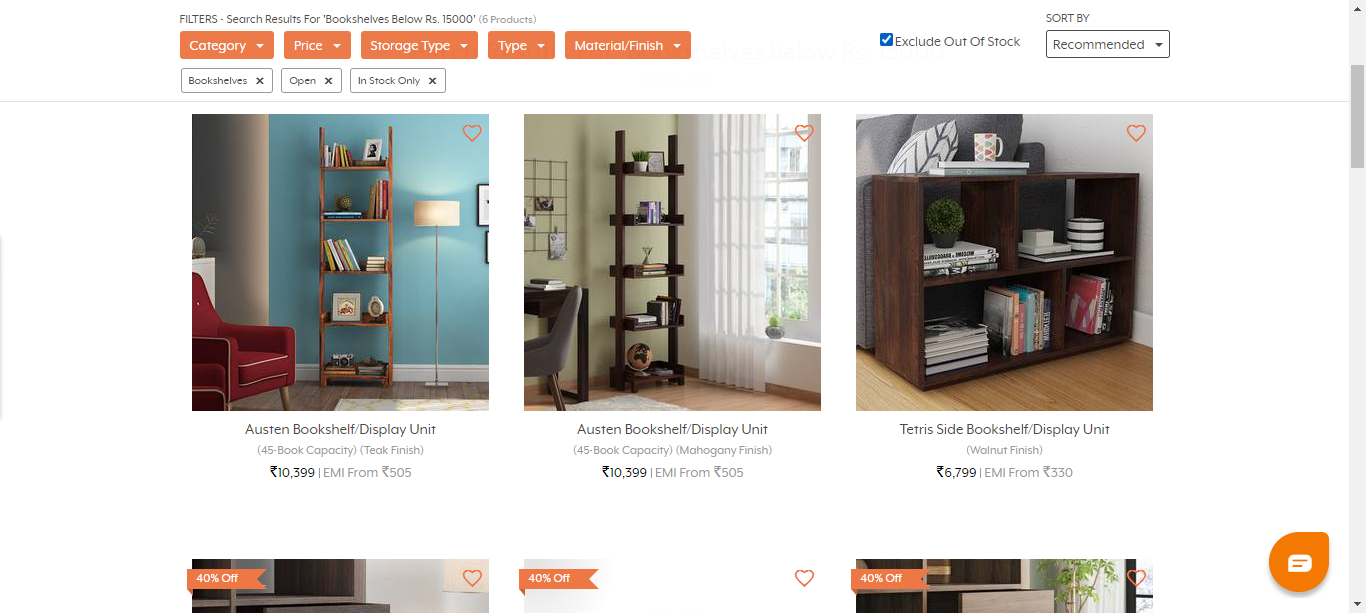 FILTERS - Search Results For 'Bookshelves Below Rs. 15000' (6 Products)
SORT BY
Category
Price
Storage Type
Type
Material/Finish
Exclude Out Of Stock
Recommended
Bookshelves ✕
Open ✕
In Stock Only ✕
Austen Bookshelf/Display Unit
(45-Book Capacity) (Teak Finish)
₹10,399 | EMI From ₹505
Austen Bookshelf/Display Unit
(45-Book Capacity) (Mahogany Finish)
₹10,399 | EMI From ₹505
Tetris Side Bookshelf/Display Unit
(Walnut Finish)
₹6,799 | EMI From ₹330
40% Off
40% Off
40% Off